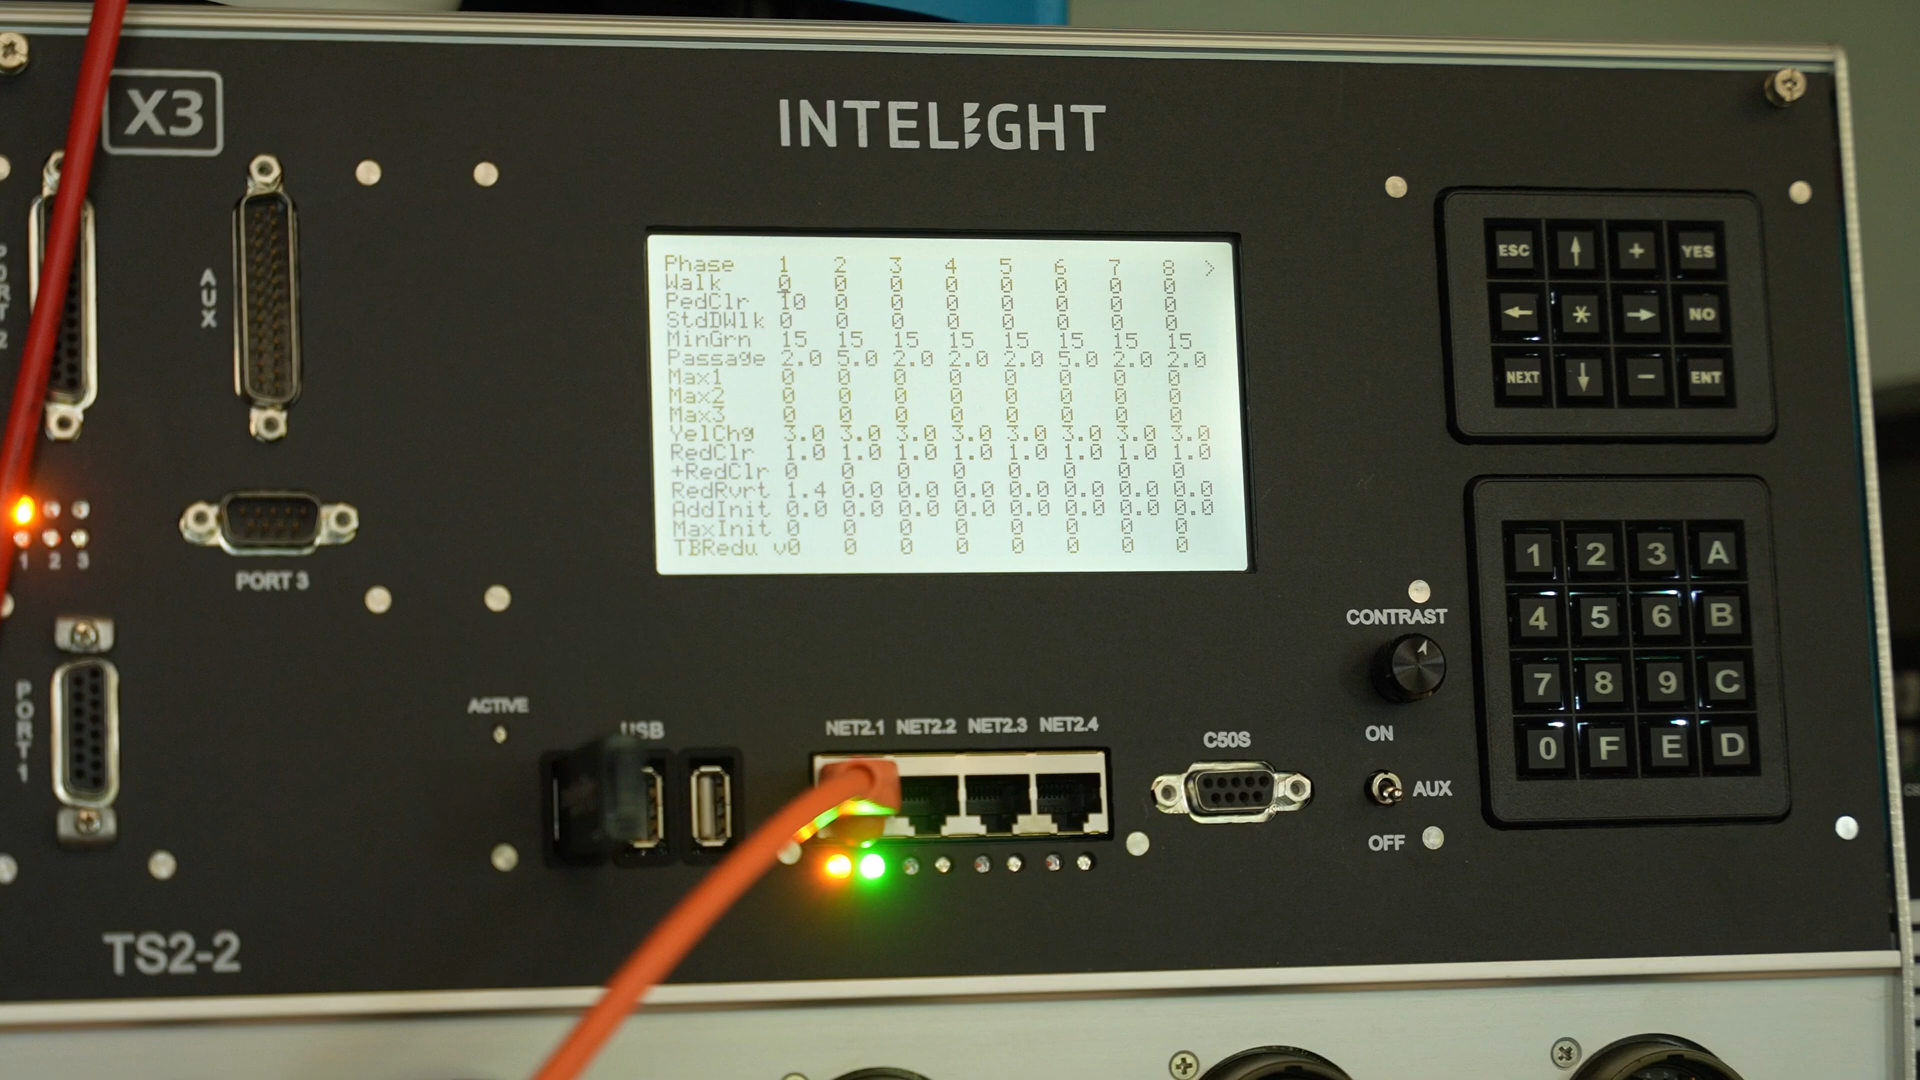 X3
INTELIGHT
PORT 2
AUX
Phase 1 2 3 4 5 6 7 8 >
Walk 0 0 0 0 0 0 0 0
PedClr 10 0 0 0 0 0 0 0
StdDWlk 0 0 0 0 0 0 0 0
MinGrn 15 15 15 15 15 15 15 15
Passage 2.0 5.0 2.0 2.0 2.0 5.0 2.0 2.0
Max1 0 0 0 0 0 0 0 0
Max2 0 0 0 0 0 0 0 0
Max3 0 0 0 0 0 0 0 0
YelChg 3.0 3.0 3.0 3.0 3.0 3.0 3.0 3.0
RedClr 1.0 1.0 1.0 1.0 1.0 1.0 1.0 1.0
+RedClr 0 0 0 0 0 0 0 0
RedRvrt 1.4 0.0 0.0 0.0 0.0 0.0 0.0 0.0
AddInit 0.0 0.0 0.0 0.0 0.0 0.0 0.0 0.0
MaxInit 0 0 0 0 0 0 0 0
TBRedu v0 0 0 0 0 0 0 0
ESC ↑ + YES
← * → NO
NEXT ↓ - ENT
1 2 3
PORT 3
1 2 3 A
4 5 6 B
7 8 9 C
0 F E D
CONTRAST
PORT 1
ACTIVE
USB
NET2.1 NET2.2 NET2.3 NET2.4
C50S
ON
AUX
OFF
TS2-2